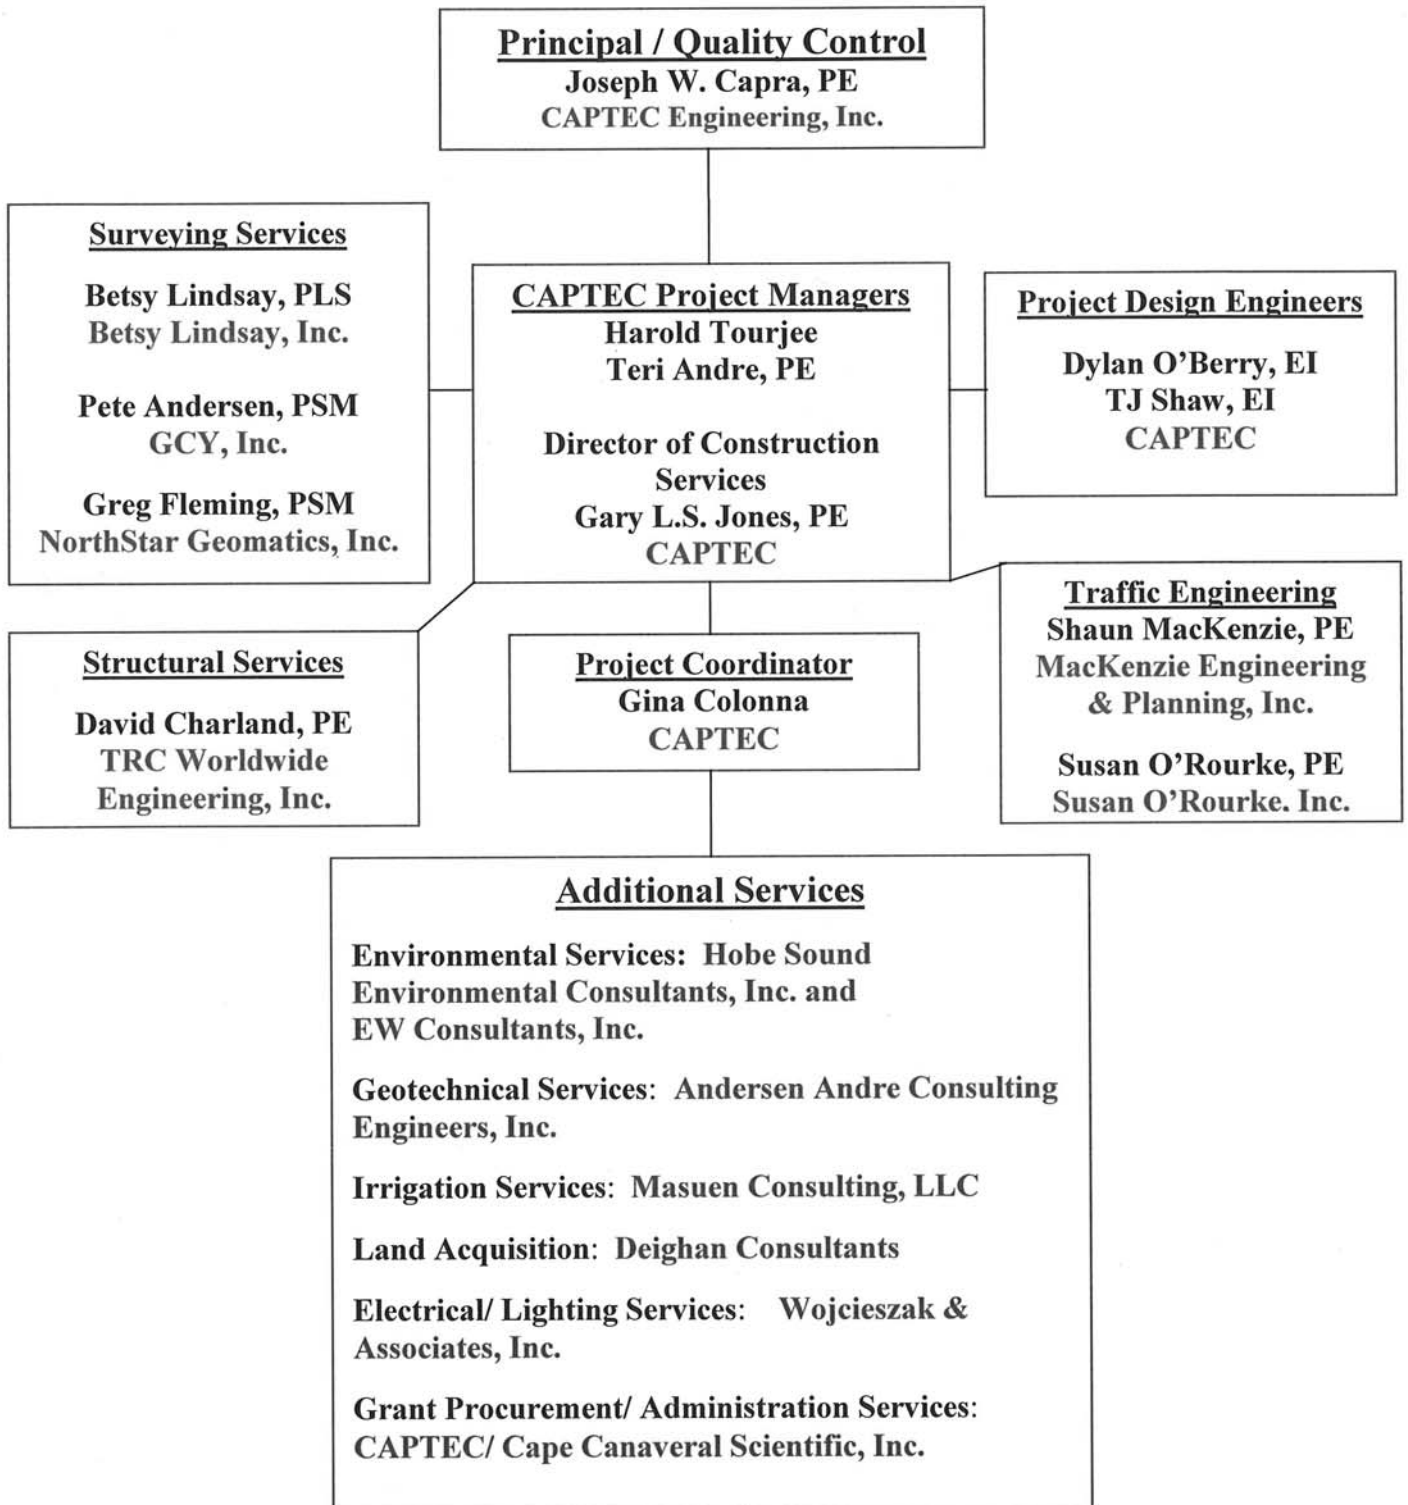 Principal / Quality Control
Joseph W. Capra, PE
CAPTEC Engineering, Inc.
Surveying Services
Betsy Lindsay, PLS
Betsy Lindsay, Inc.
Pete Andersen, PSM
GCY, Inc.
Greg Fleming, PSM
NorthStar Geomatics, Inc.
CAPTEC Project Managers
Harold Tourjee
Teri Andre, PE
Director of Construction
Services
Gary L.S. Jones, PE
CAPTEC
Project Design Engineers
Dylan O’Berry, EI
TJ Shaw, EI
CAPTEC
Structural Services
David Charland, PE
TRC Worldwide
Engineering, Inc.
Project Coordinator
Gina Colonna
CAPTEC
Traffic Engineering
Shaun MacKenzie, PE
MacKenzie Engineering
& Planning, Inc.
Susan O’Rourke, PE
Susan O’Rourke. Inc.
Additional Services
Environmental Services: Hobe Sound
Environmental Consultants, Inc. and
EW Consultants, Inc.
Geotechnical Services: Andersen Andre Consulting
Engineers, Inc.
Irrigation Services: Masuen Consulting, LLC
Land Acquisition: Deighan Consultants
Electrical/ Lighting Services: Wojcieszak &
Associates, Inc.
Grant Procurement/ Administration Services:
CAPTEC/ Cape Canaveral Scientific, Inc.